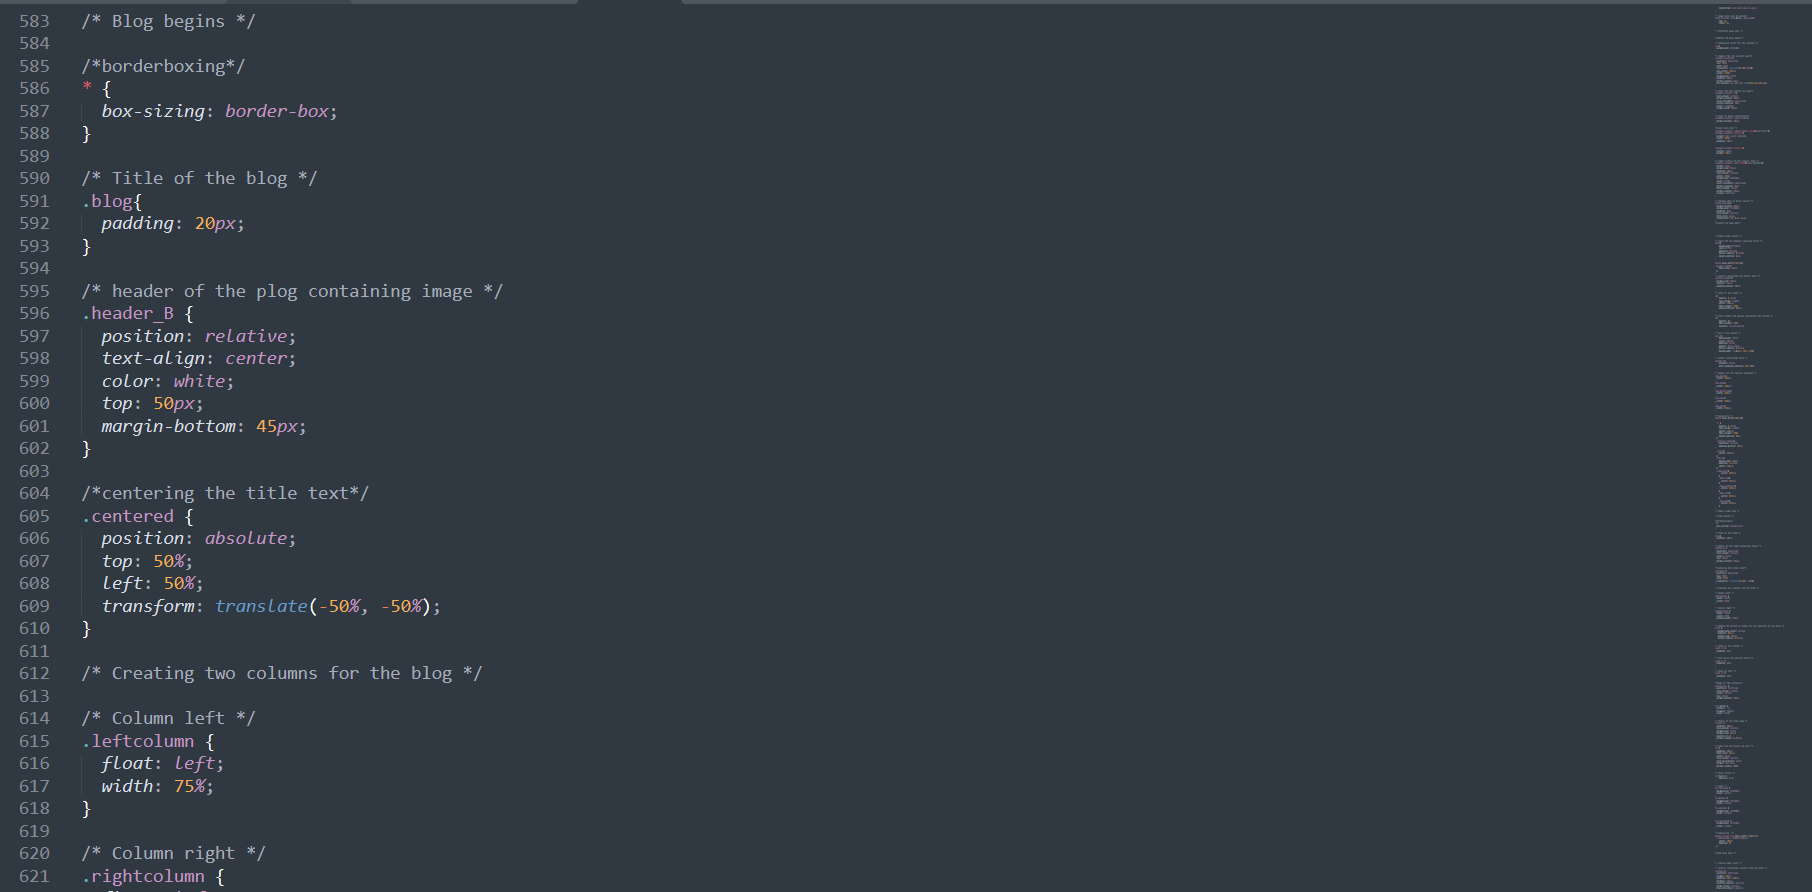 583 /* Blog begins */
584
585 /*borderboxing*/
586 * {
587 box-sizing: border-box;
588 }
589
590 /* Title of the blog */
591 .blog{
592 padding: 20px;
593 }
594
595 /* header of the plog containing image */
596 .header_B {
597 position: relative;
598 text-align: center;
599 color: white;
600 top: 50px;
601 margin-bottom: 45px;
602 }
603
604 /*centering the title text*/
605 .centered {
606 position: absolute;
607 top: 50%;
608 left: 50%;
609 transform: translate(-50%, -50%);
610 }
611
612 /* Creating two columns for the blog */
613
614 /* Column left */
615 .leftcolumn {
616 float: left;
617 width: 75%;
618 }
619
620 /* Column right */
621 .rightcolumn {